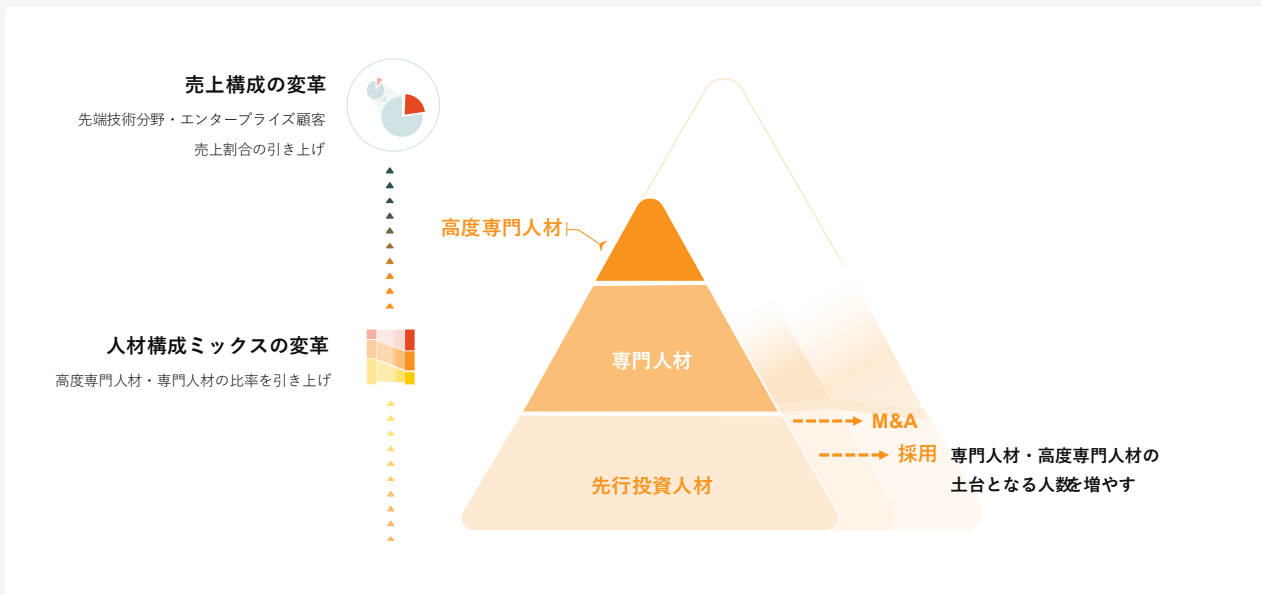 売上構成の変革
先端技術分野・エンタープライズ顧客
売上割合の引き上げ
高度専門人材
人材構成ミックスの変革
高度専門人材・専門人材の比率を引き上げ
専門人材
先行投資人材
M&A
採用
専門人材・高度専門人材の
土台となる人数を増やす